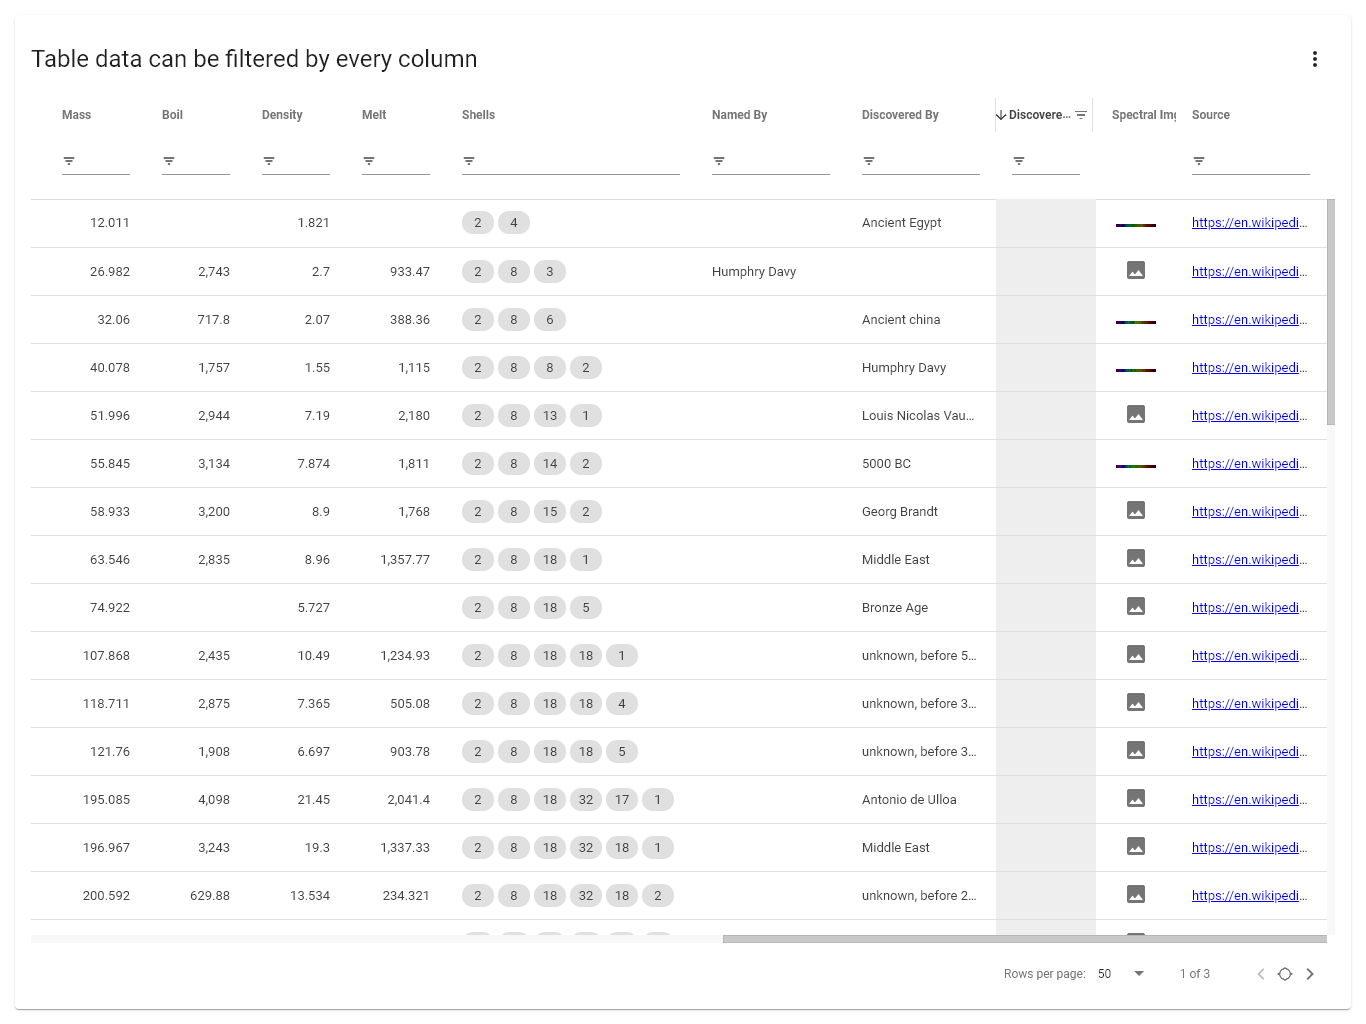 Table data can be filtered by every column
Mass Boil Density Melt Shells Named By Discovered By Discovere... Spectral Im Source
12.011 1.821 2 4 Ancient Egypt https://en.wikipedi...
26.982 2,743 2.7 933.47 2 8 3 Humphry Davy https://en.wikipedi...
32.06 717.8 2.07 388.36 2 8 6 Ancient china https://en.wikipedi...
40.078 1,757 1.55 1,115 2 8 8 2 Humphry Davy https://en.wikipedi...
51.996 2,944 7.19 2,180 2 8 13 1 Louis Nicolas Vau... https://en.wikipedi...
55.845 3,134 7.874 1,811 2 8 14 2 5000 BC https://en.wikipedi...
58.933 3,200 8.9 1,768 2 8 15 2 Georg Brandt https://en.wikipedi...
63.546 2,835 8.96 1,357.77 2 8 18 1 Middle East https://en.wikipedi...
74.922 5.727 2 8 18 5 Bronze Age https://en.wikipedi...
107.868 2,435 10.49 1,234.93 2 8 18 18 1 unknown, before 5... https://en.wikipedi...
118.711 2,875 7.365 505.08 2 8 18 18 4 unknown, before 3... https://en.wikipedi...
121.76 1,908 6.697 903.78 2 8 18 18 5 unknown, before 3... https://en.wikipedi...
195.085 4,098 21.45 2,041.4 2 8 18 32 17 1 Antonio de Ulloa https://en.wikipedi...
196.967 3,243 19.3 1,337.33 2 8 18 32 18 1 Middle East https://en.wikipedi...
200.592 629.88 13.534 234.321 2 8 18 32 18 2 unknown, before 2... https://en.wikipedi...
Rows per page: 50 1 of 3